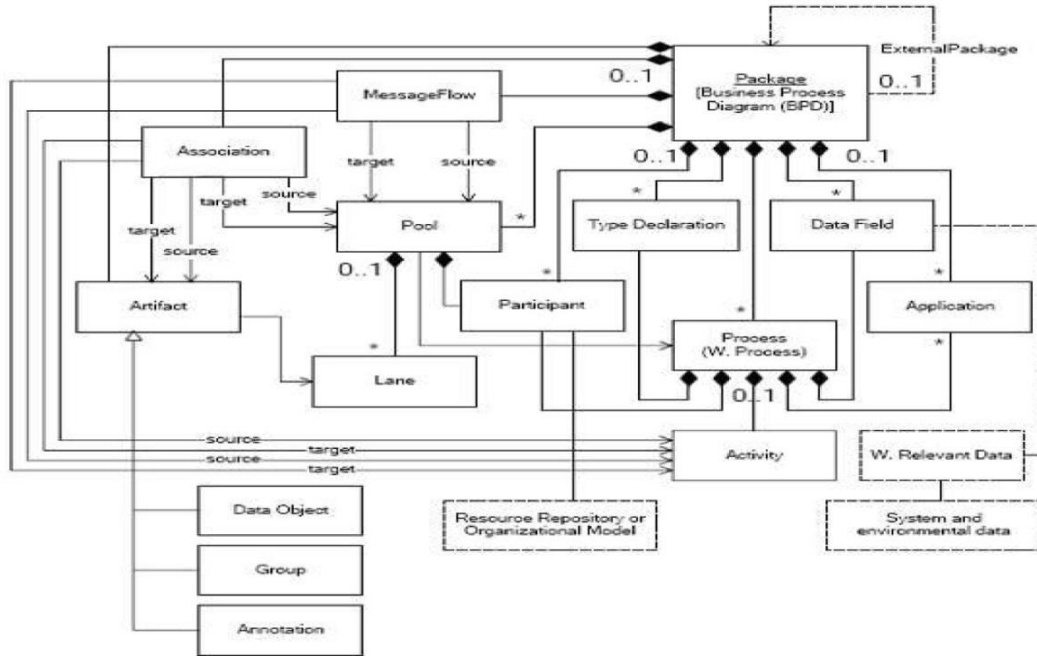 ExternalPackage
0..1
0..1
Package
[Business Process
Diagram (BPD)]
MessageFlow
Association
target
source
0..1
0..1
*
*
source
target
target
source
*
Pool
Type Declaration
Data Field
0..1
Artifact
*
Participant
*
*
Application
Process
(W. Process)
*
*
Lane
0..1
source
target
source
target
Activity
W. Relevant Data
Data Object
Resource Repository or
Organizational Model
System and
environmental data
Group
Annotation